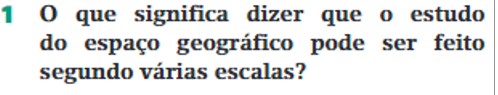 1 O que significa dizer que o estudo
do espaço geográfico pode ser feito
segundo várias escalas?